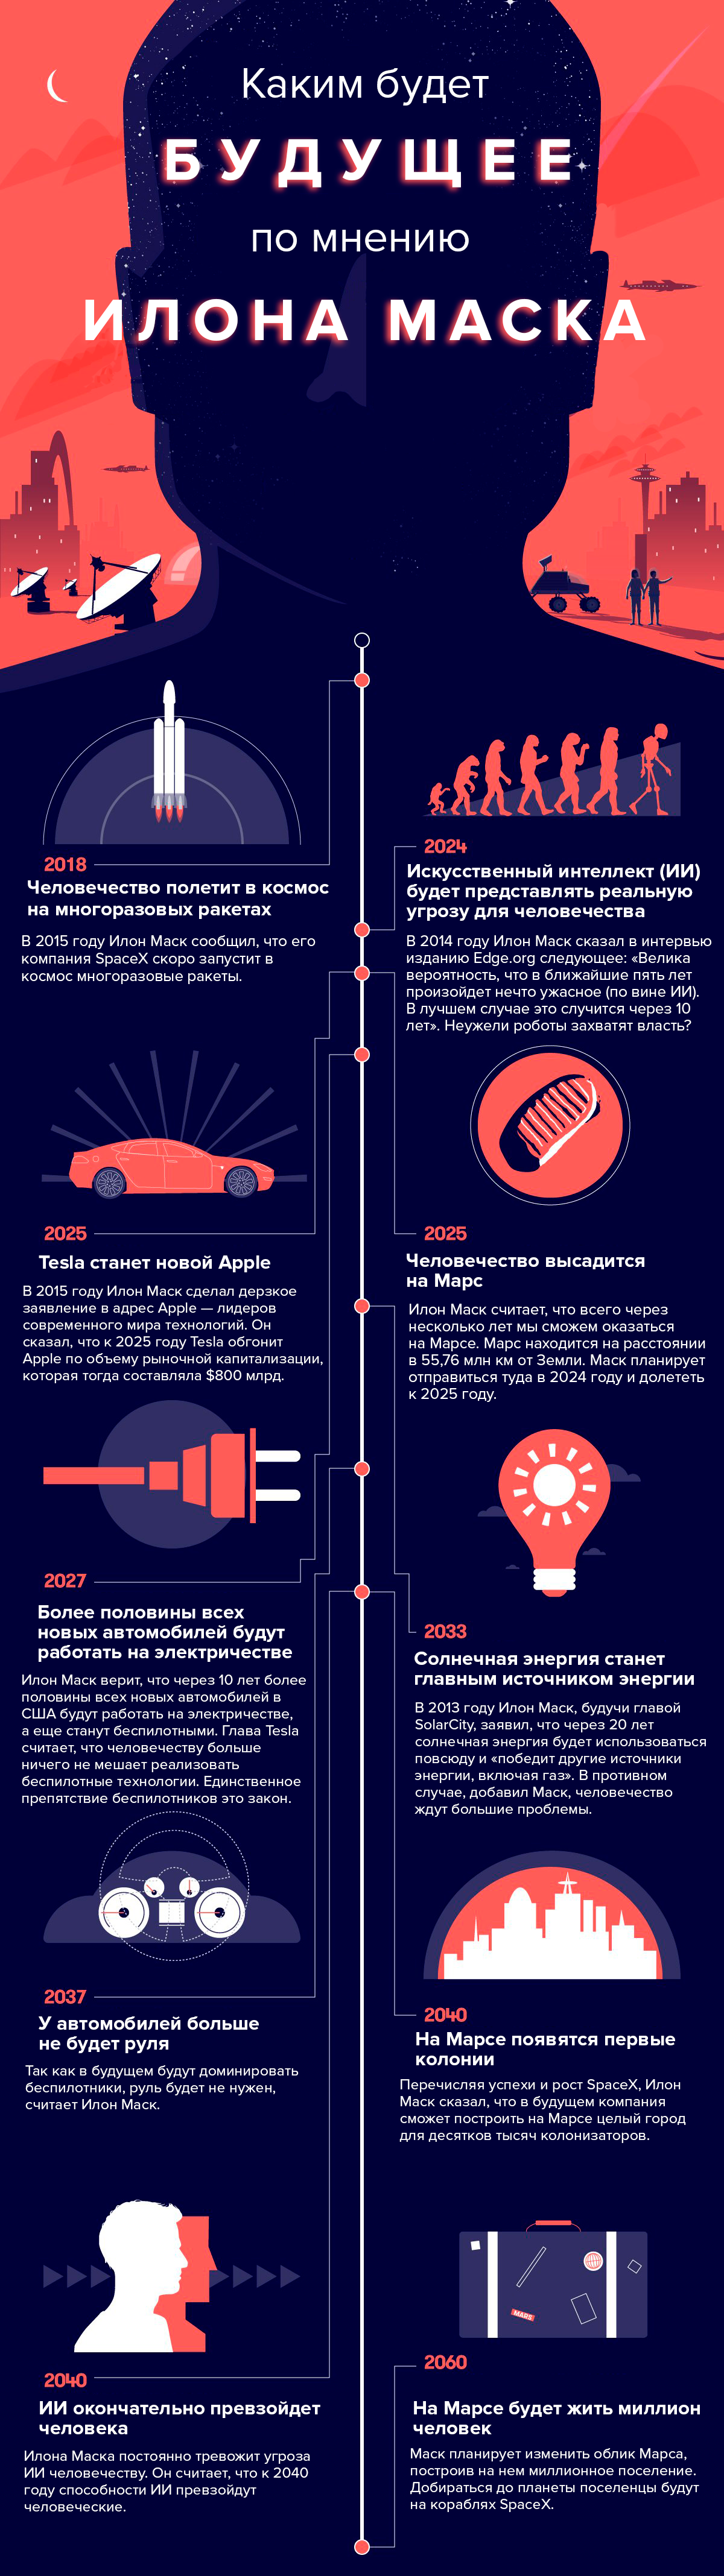 Каким будет
БУДУЩЕЕ
по мнению
ИЛОНА МАСКА
2018
Человечество полетит в космос
на многоразовых ракетах
В 2015 году Илон Маск сообщил, что его
компания SpaceX скоро запустит в
космос многоразовые ракеты.
2024
Искусственный интеллект (ИИ)
будет представлять реальную
угрозу для человечества
В 2014 году Илон Маск сказал в интервью
изданию Edge.org следующее: «Велика
вероятность, что в ближайшие пять лет
произойдет нечто ужасное (по вине ИИ).
В лучшем случае это случится через 10
лет». Неужели роботы захватят власть?
2025
Tesla станет новой Apple
В 2015 году Илон Маск сделал дерзкое
заявление в адрес Apple — лидеров
современного мира технологий. Он
сказал, что к 2025 году Tesla обгонит
Apple по объему рыночной капитализации,
которая тогда составляла $800 млрд.
2025
Человечество высадится
на Марс
Илон Маск считает, что всего через
несколько лет мы сможем оказаться
на Марсе. Марс находится на расстоянии
в 55,76 млн км от Земли. Маск планирует
отправиться туда в 2024 году и долететь
к 2025 году.
2027
Более половины всех
новых автомобилей будут
работать на электричестве
Илон Маск верит, что через 10 лет более
половины всех новых автомобилей в
США будут работать на электричестве,
а еще станут беспилотными. Глава Tesla
считает, что человечеству больше
ничего не мешает реализовать
беспилотные технологии. Единственное
препятствие беспилотников это закон.
2033
Солнечная энергия станет
главным источником энергии
В 2013 году Илон Маск, будучи главой
SolarCity, заявил, что через 20 лет
солнечная энергия будет использоваться
повсюду и «победит другие источники
энергии, включая газ». В противном
случае, добавил Маск, человечество
ждут большие проблемы.
2037
У автомобилей больше
не будет руля
Так как в будущем будут доминировать
беспилотники, руль будет не нужен,
считает Илон Маск.
2040
На Марсе появятся первые
колонии
Перечисляя успехи и рост SpaceX, Илон
Маск сказал, что в будущем компания
сможет построить на Марсе целый город
для десятков тысяч колонизаторов.
2040
ИИ окончательно превзойдет
человека
Илона Маска постоянно тревожит угроза
ИИ человечеству. Он считает, что к 2040
году способности ИИ превзойдут
человеческие.
MARS
2060
На Марсе будет жить миллион
человек
Маск планирует изменить облик Марса,
построив на нем миллионное поселение.
Добираться до планеты поселенцы будут
на кораблях SpaceX.